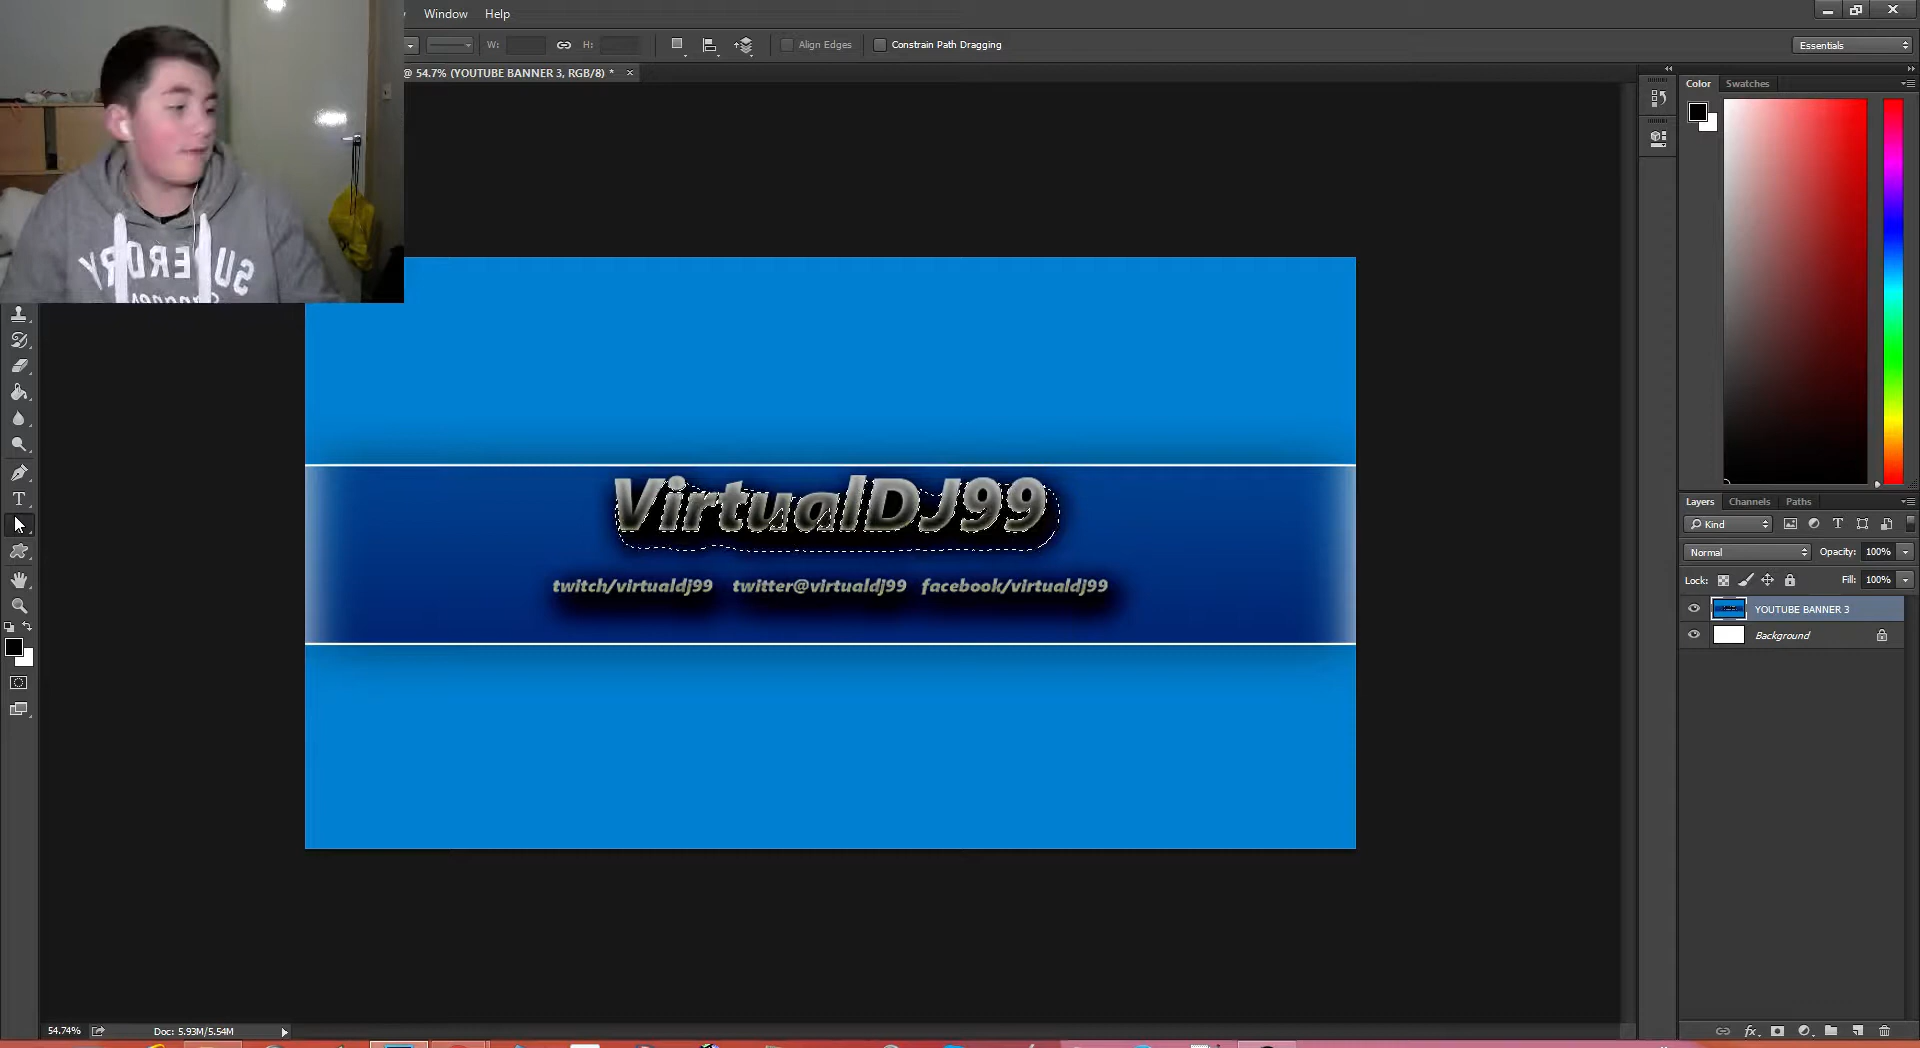 Window Help
W: H: Align Edges Constrain Path Dragging Essentials
@ 54.7% (YOUTUBE BANNER 3, RGB/8) * ×
Color Swatches
SUPERDRY
VirtualDJ99
twitch/virtualdj99 twitter@virtualdj99 facebook/virtualdj99
Layers Channels Paths
Kind
Normal Opacity: 100%
Lock: Fill: 100%
YOUTUBE BANNER 3
Background
fx
54.74% Doc: 5.93M/5.54M